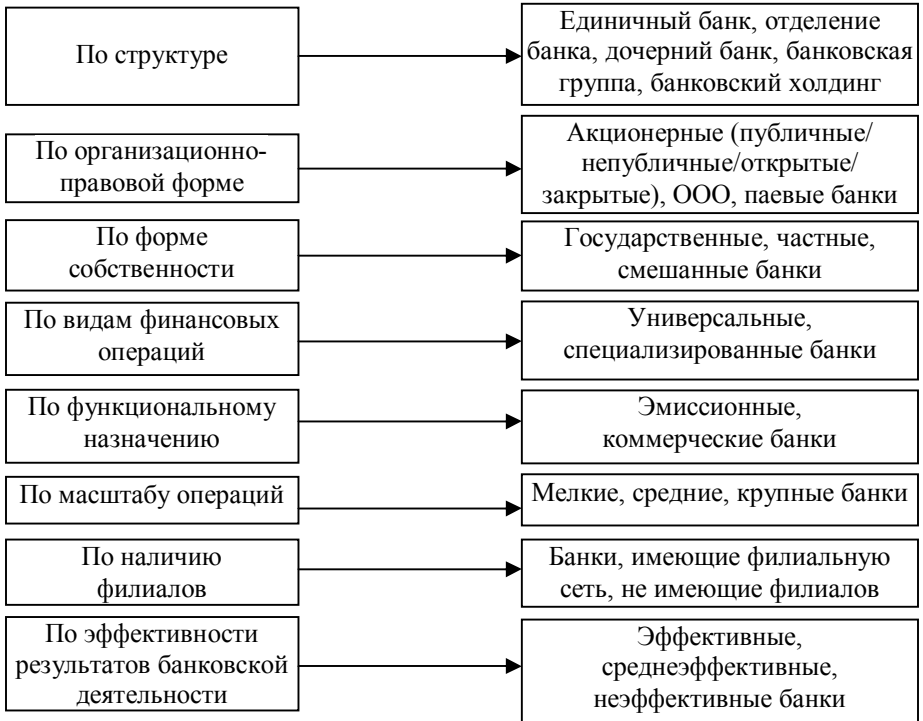 По структуре
Единичный банк, отделение
банка, дочерний банк, банковская
группа, банковский холдинг
По организационно-
правовой форме
Акционерные (публичные/
непубличные/открытые/
закрытые), ООО, паевые банки
По форме
собственности
Государственные, частные,
смешанные банки
По видам финансовых
операций
Универсальные,
специализированные банки
По функциональному
назначению
Эмиссионные,
коммерческие банки
По масштабу операций
Мелкие, средние, крупные банки
По наличию
филиалов
Банки, имеющие филиальную
сеть, не имеющие филиалов
По эффективности
результатов банковской
деятельности
Эффективные,
среднеэффективные,
неэффективные банки